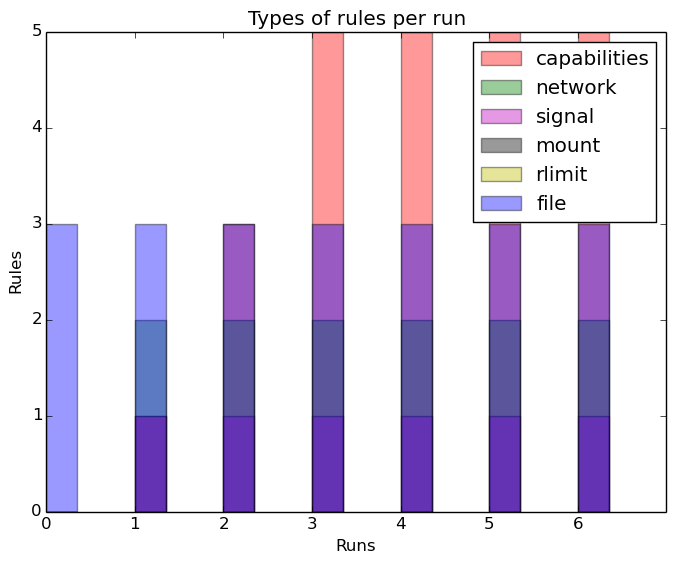 Types of rules per run
5
4
3
2
1
0
Rules
capabilities
network
signal
mount
rlimit
file
0 1 2 3 4 5 6
Runs